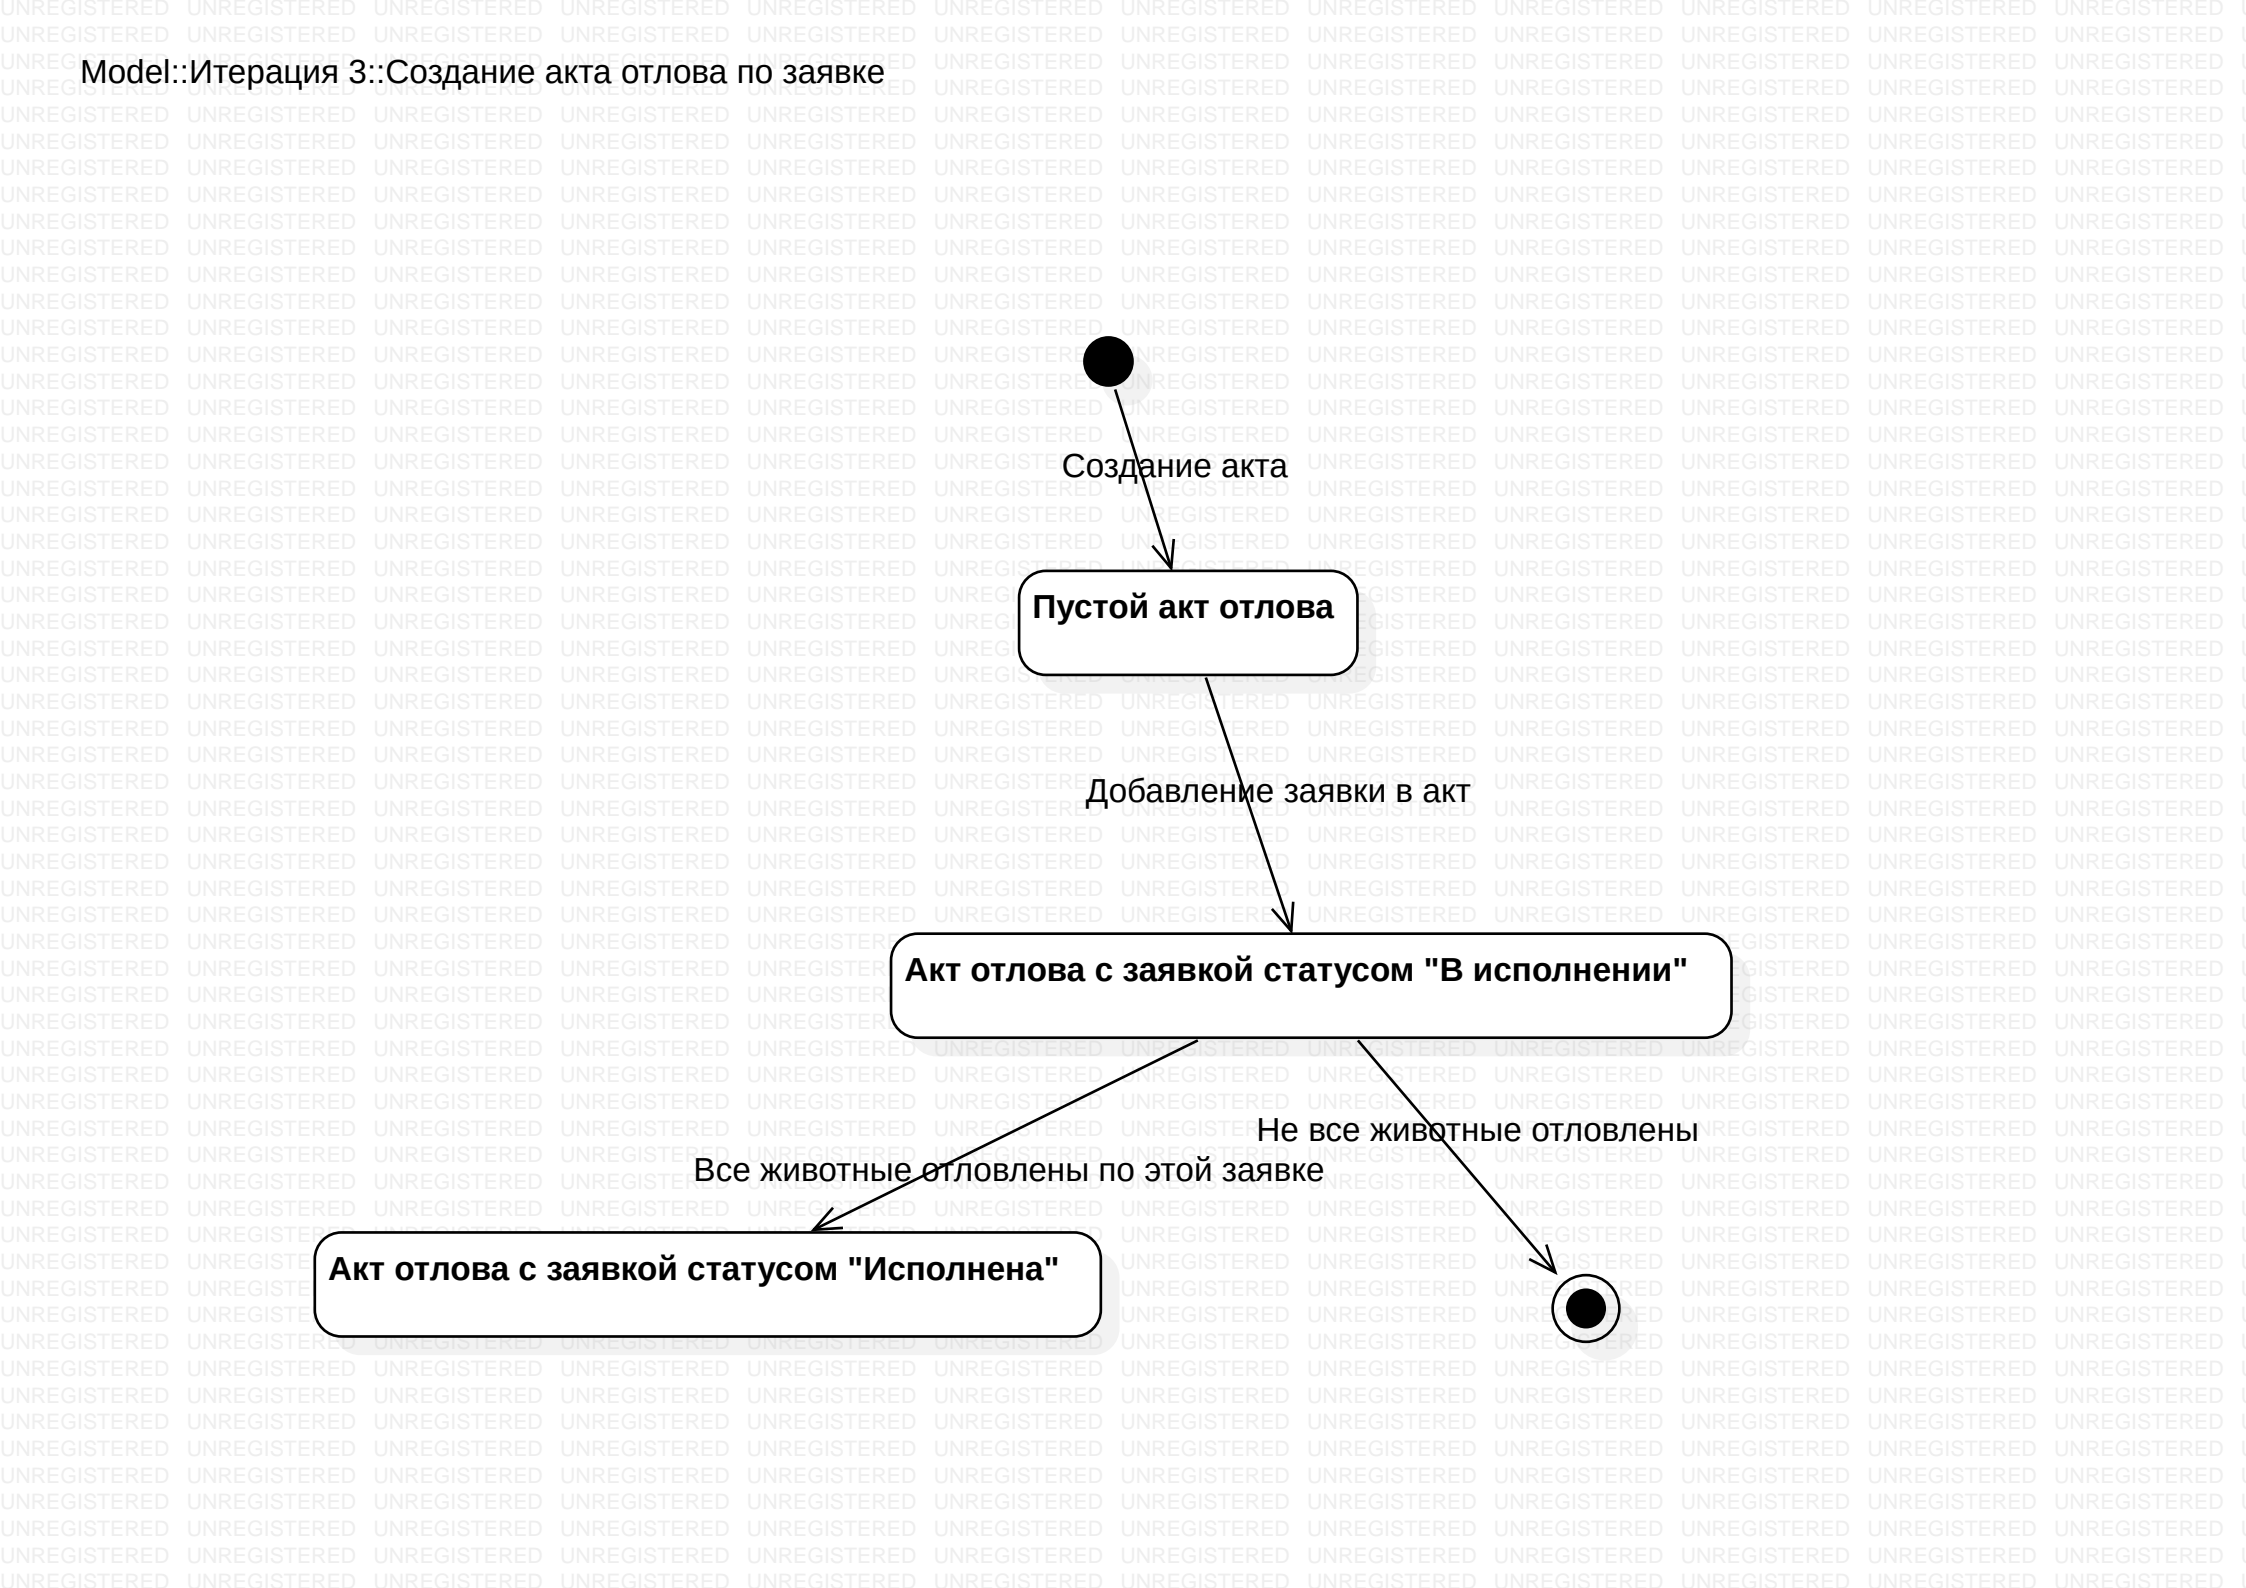 Model::Итерация 3::Создание акта отлова по заявке
Создание акта
Пустой акт отлова
Добавление заявки в акт
Акт отлова с заявкой статусом "В исполнении"
Не все животные отловлены
Все животные отловлены по этой заявке
Акт отлова с заявкой статусом "Исполнена"
UNREGISTERED